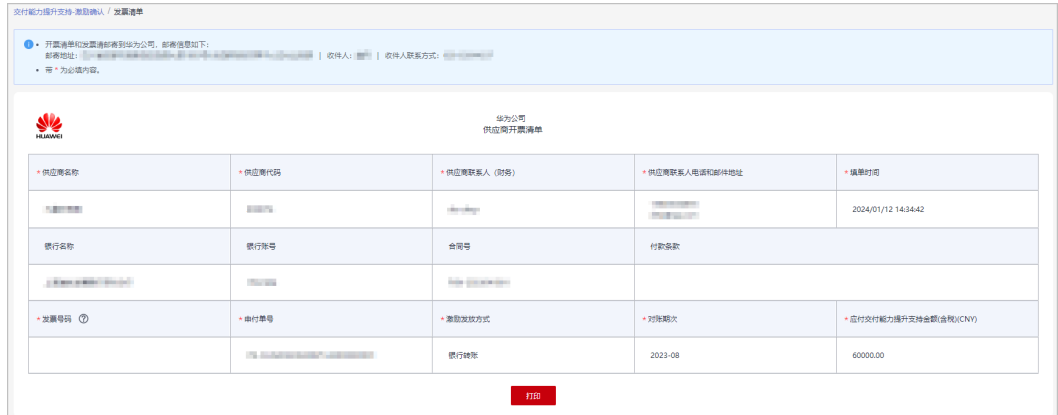 交付能力提升支持-激励确认 / 发票清单
• 开票清单和发票请邮寄到华为公司，邮寄信息如下：
邮寄地址： | 收件人： | 收件人联系方式：
• 带 * 为必填内容。
HUAWEI
华为公司
供应商开票清单
* 供应商名称 * 供应商代码 * 供应商联系人（财务） * 供应商联系人电话和邮件地址 * 填单时间
2024/01/12 14:34:42
银行名称 银行账号 合同号 付款条款
* 发票号码 * 申付单号 * 激励发放方式 * 对账期次 * 应付交付能力提升支持金额(含税)(CNY)
银行转账 2023-08 60000.00
打印